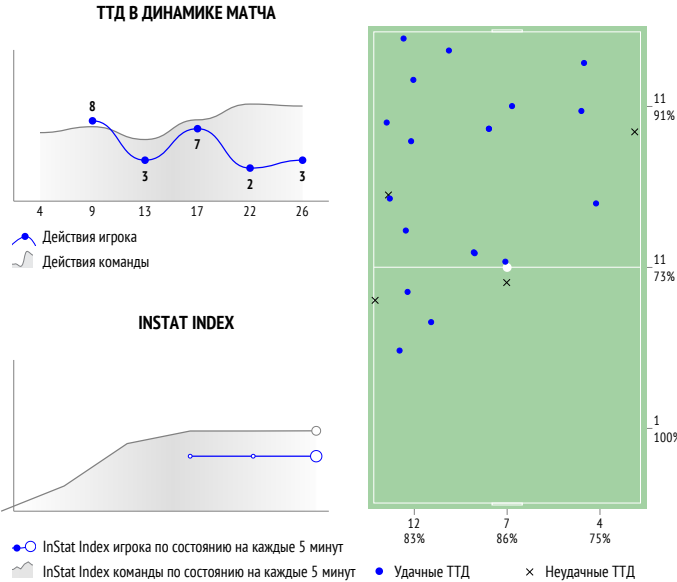 ТТД В ДИНАМИКЕ МАТЧА
8
3
7
2
3
4 9 13 17 22 26
Действия игрока
Действия команды
INSTAT INDEX
InStat Index игрока по состоянию на каждые 5 минут
InStat Index команды по состоянию на каждые 5 минут
11
91%
11
73%
1
100%
12 7 4
83% 86% 75%
Удачные ТТД
Неудачные ТТД